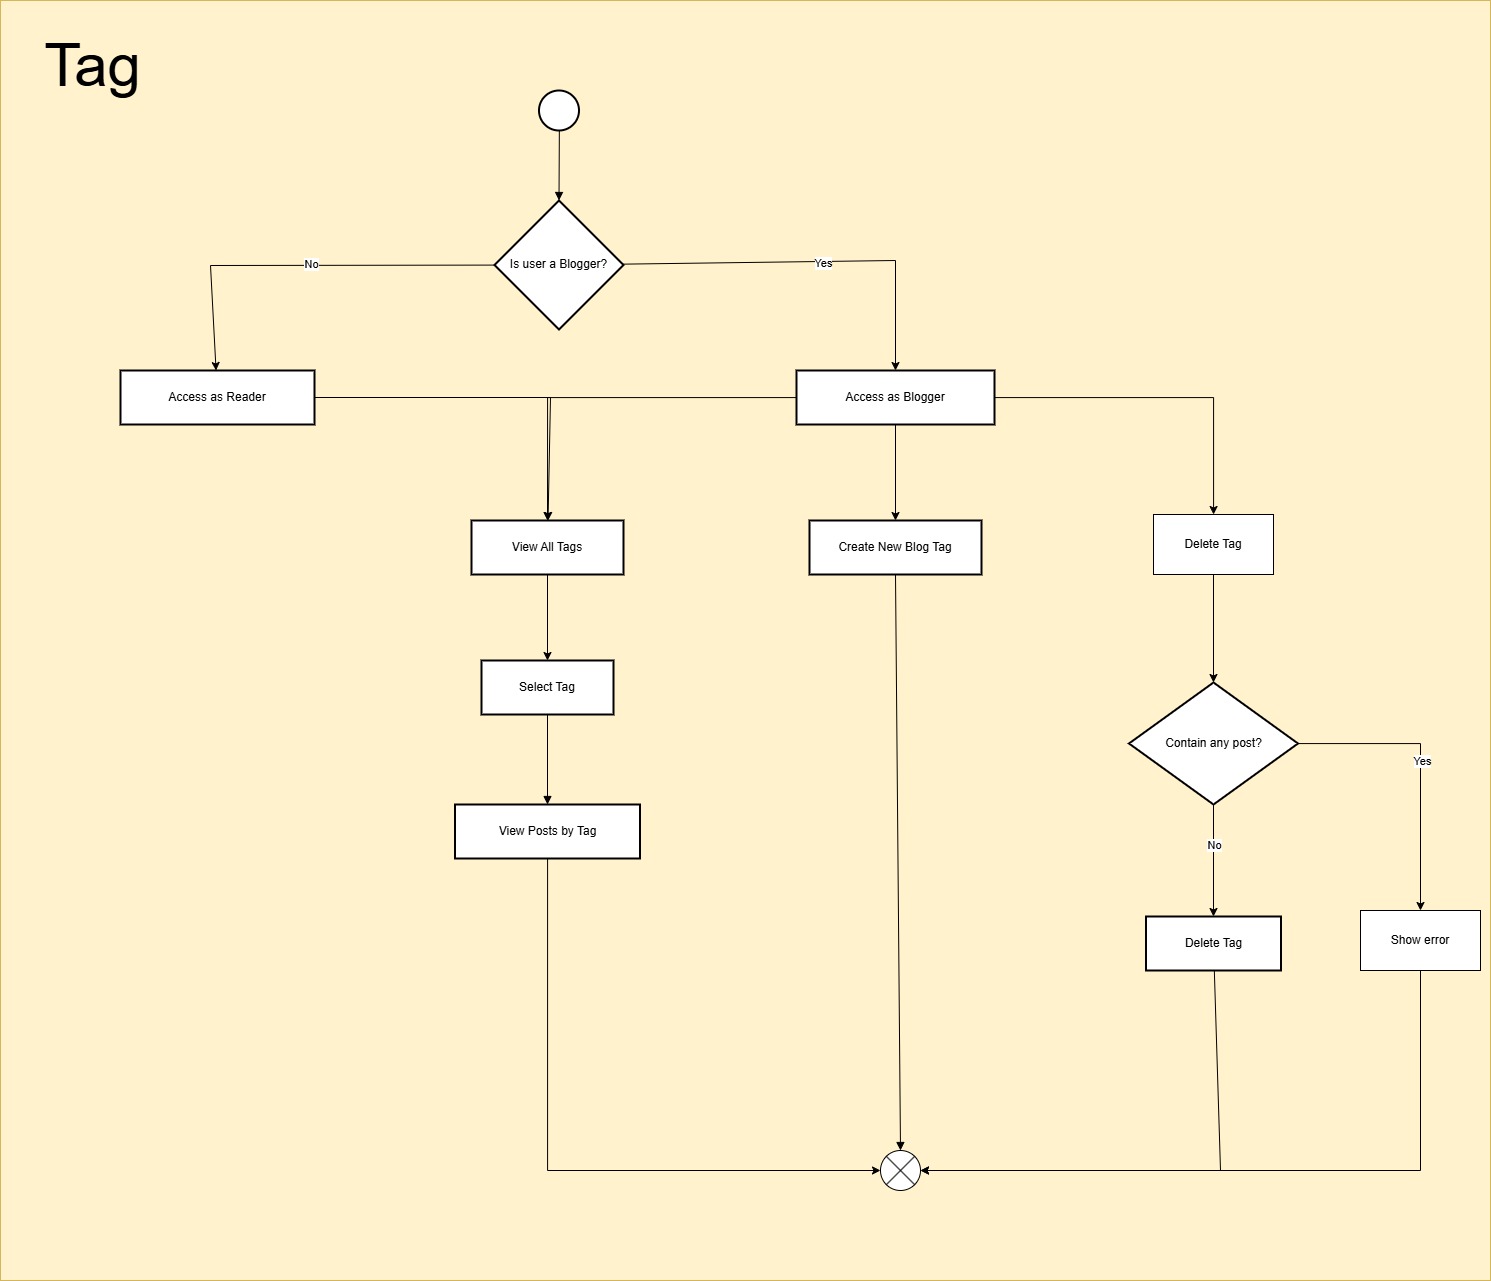 Tag
Is user a Blogger?
No
Yes
Access as Reader
Access as Blogger
View All Tags
Create New Blog Tag
Delete Tag
Select Tag
Contain any post?
Yes
View Posts by Tag
No
Delete Tag
Show error